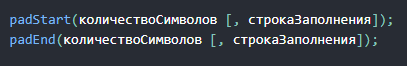 padStart(количествоСимволов [, строкаЗаполнения]);
padEnd(количествоСимволов [, строкаЗаполнения]);